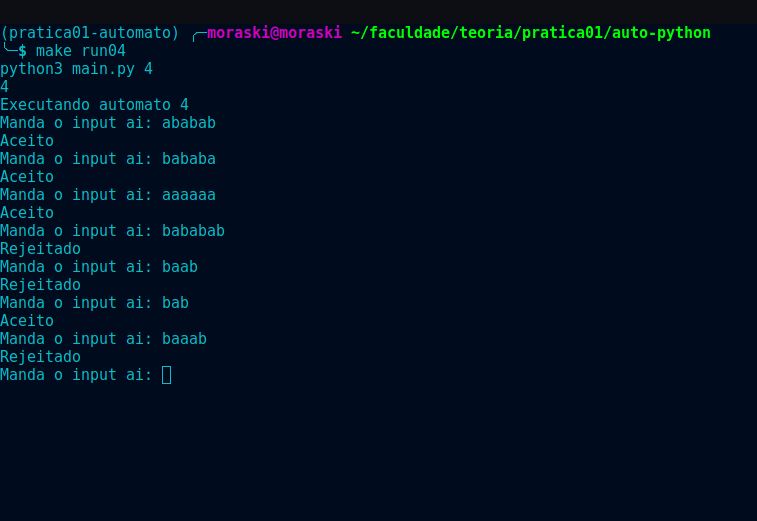 (pratica01-automato) ╭─moraski@moraski ~/faculdade/teoria/pratica01/auto-python
╰─$ make run04
python3 main.py 4
4
Executando automato 4
Manda o input ai: ababab
Aceito
Manda o input ai: bababa
Aceito
Manda o input ai: aaaaaa
Aceito
Manda o input ai: bababab
Rejeitado
Manda o input ai: baab
Rejeitado
Manda o input ai: bab
Aceito
Manda o input ai: baaab
Rejeitado
Manda o input ai: